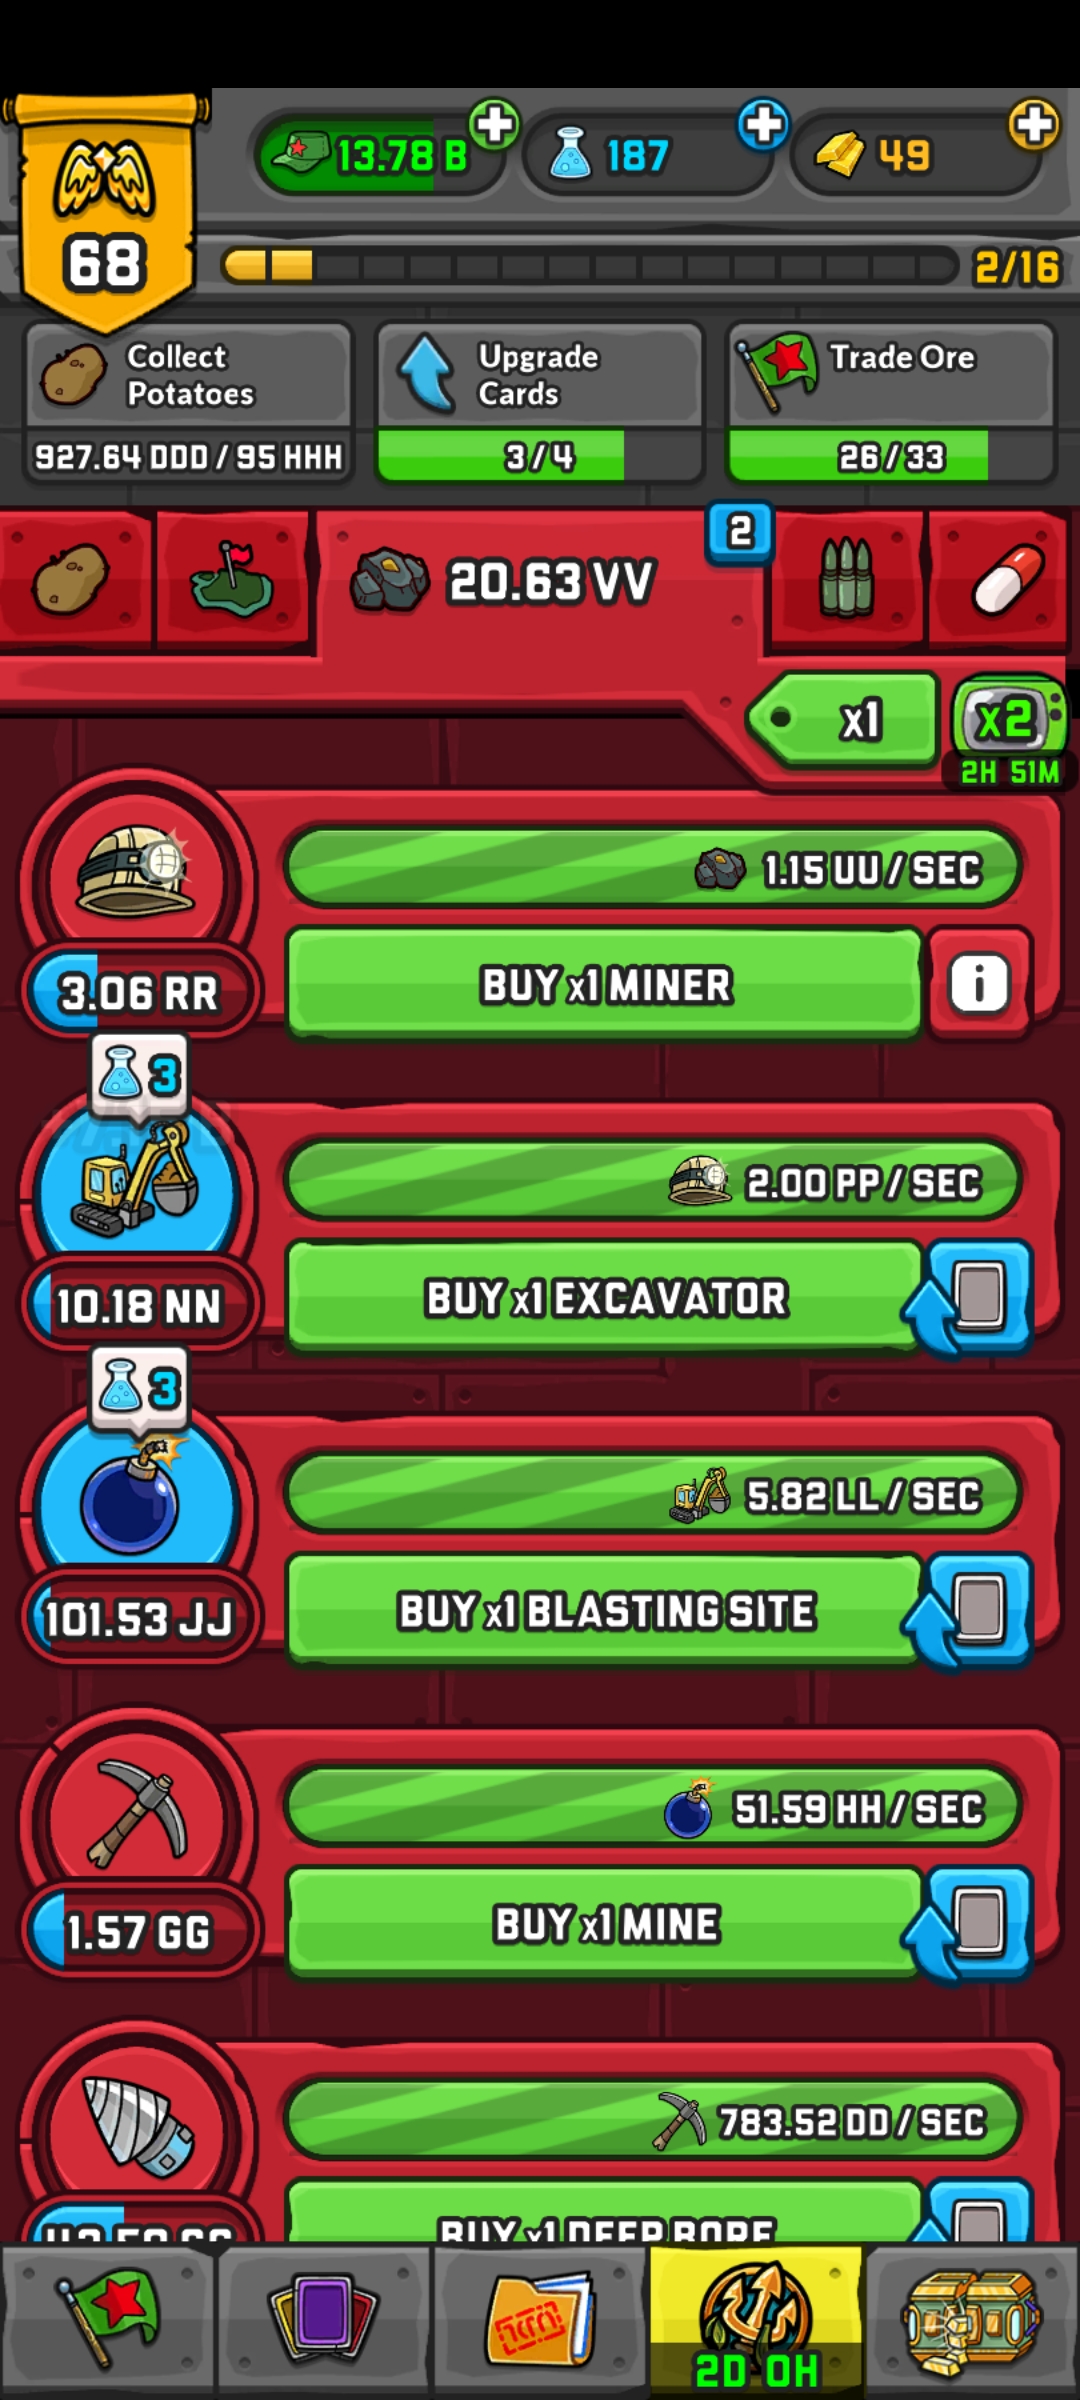 13.78 B
187
49
68
2/16
Collect
Potatoes
Upgrade
Cards
Trade Ore
927.64 DDD / 95 HHH
3/4
26/33
2
20.63 VV
x1
x2
2H 51M
1.15 UU / SEC
BUY x1 MINER
i
3.06 RR
3
2.00 PP / SEC
BUY x1 EXCAVATOR
10.18 NN
3
5.82 LL / SEC
BUY x1 BLASTING SITE
101.53 JJ
51.59 HH / SEC
BUY x1 MINE
1.57 GG
783.52 DD / SEC
BUY x1 DEEP BORE
2D 0H